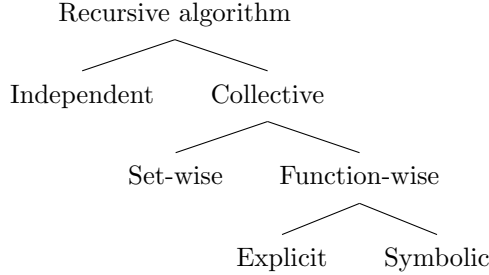 Recursive algorithm
Independent Collective
Set-wise Function-wise
Explicit Symbolic